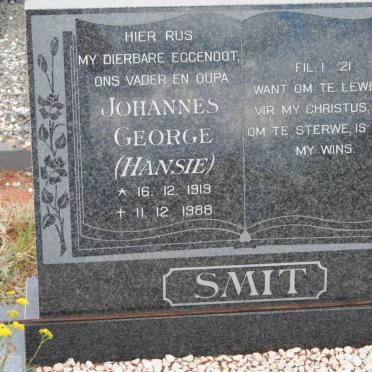 HIER RUS
MY DIERBARE EGGENOOT,
ONS VADER EN OUPA
JOHANNES
GEORGE
(HANSIE)
* 16. 12. 1919
+ 11. 12. 1988
FIL. 1 21
WANT OM TE LEWE
VIR MY CHRISTUS,
OM TE STERWE, IS
MY WINS.
SMIT